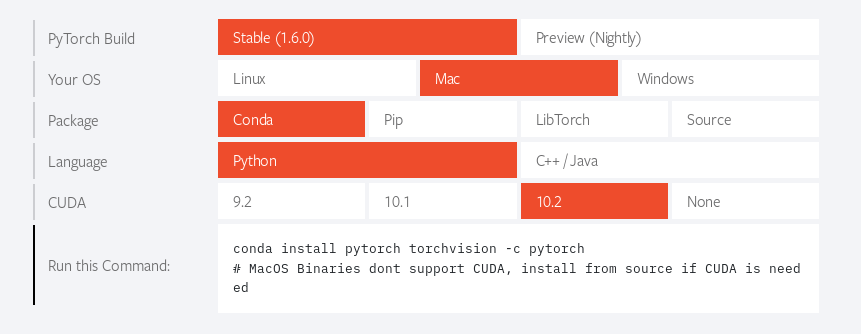 PyTorch Build Stable (1.6.0) Preview (Nightly)
Your OS Linux Mac Windows
Package Conda Pip LibTorch Source
Language Python C++ / Java
CUDA 9.2 10.1 10.2 None
Run this Command:
conda install pytorch torchvision -c pytorch
# MacOS Binaries dont support CUDA, install from source if CUDA is need
ed